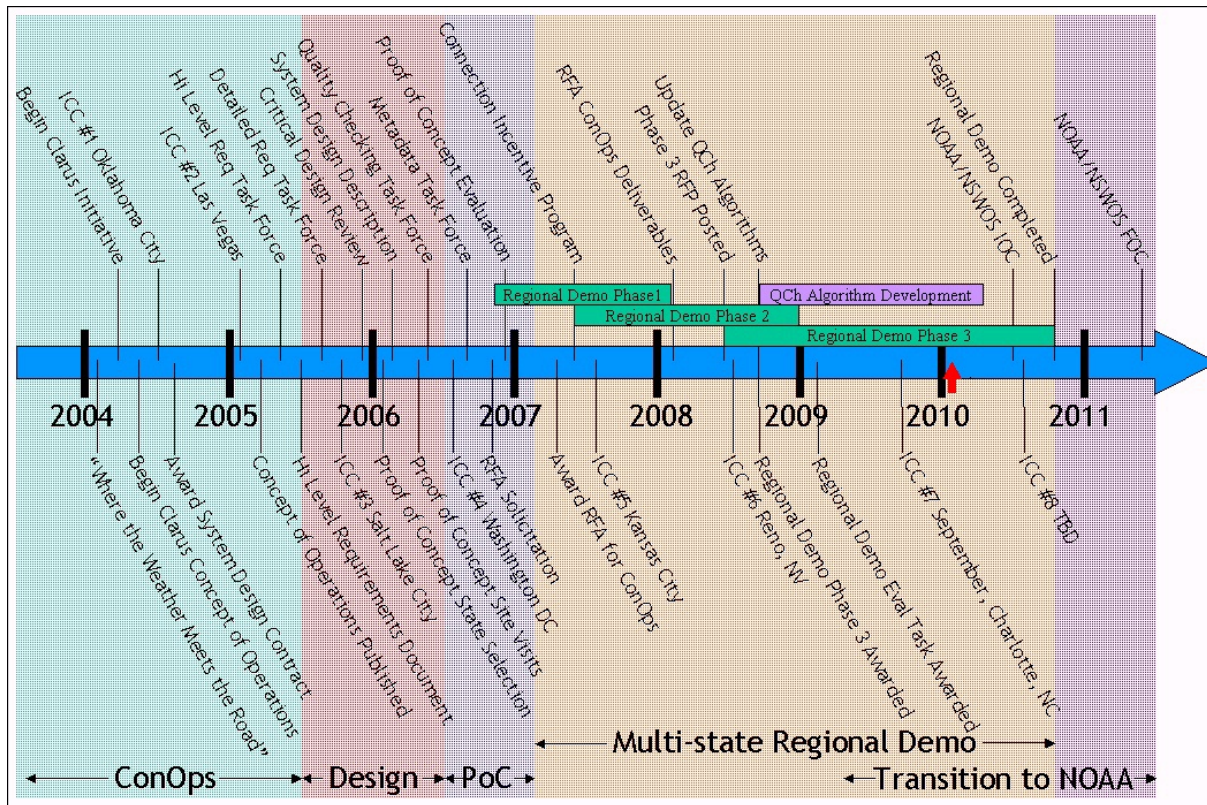 Begin Clarus Initiative
ICC #1 Oklahoma City
ICC #2 Las Vegas
Hi Level Req Task Force
Detailed Req Task Force
Critical Design Review
System Design Description
Quality Checking Task Force
Metadata Task Force
Proof of Concept Evaluation
Connection Incentive Program
RFA ConOps Deliverables
Phase 3 RFP Posted
Update QCh Algorithms
NOAA/NSWOS IOC
Regional Demo Completed
NOAA/NSWOS FOC
Regional Demo Phase1
QCh Algorithm Development
Regional Demo Phase 2
Regional Demo Phase 3
2004
2005
2006
2007
2008
2009
2010
2011
“Where the Weather Meets the Road”
Begin Clarus Concept of Operations
Award System Design Contract
Concept of Operations Published
Hi Level Requirements Document
ICC #3 Salt Lake City
Proof of Concept State Selection
Proof of Concept Site Visits
ICC #4 Washington DC
RFA Solicitation
Award RFA for ConOps
ICC #5 Kansas City
ICC #6 Reno, NV
Regional Demo Phase 3 Awarded
Regional Demo Eval Task Awarded
ICC #7 September , Charlotte, NC
ICC #8 TBD
Multi-state Regional Demo
ConOps
Design
PoC
Transition to NOAA